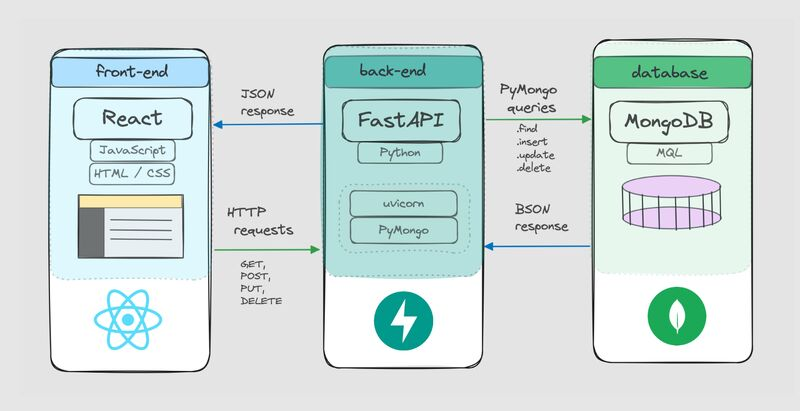 front-end
React
JavaScript
HTML / CSS
JSON
response
HTTP
requests
GET,
POST,
PUT,
DELETE
back-end
FastAPI
Python
uvicorn
PyMongo
PyMongo
queries
.find
.insert
.update
.delete
BSON
response
database
MongoDB
MQL